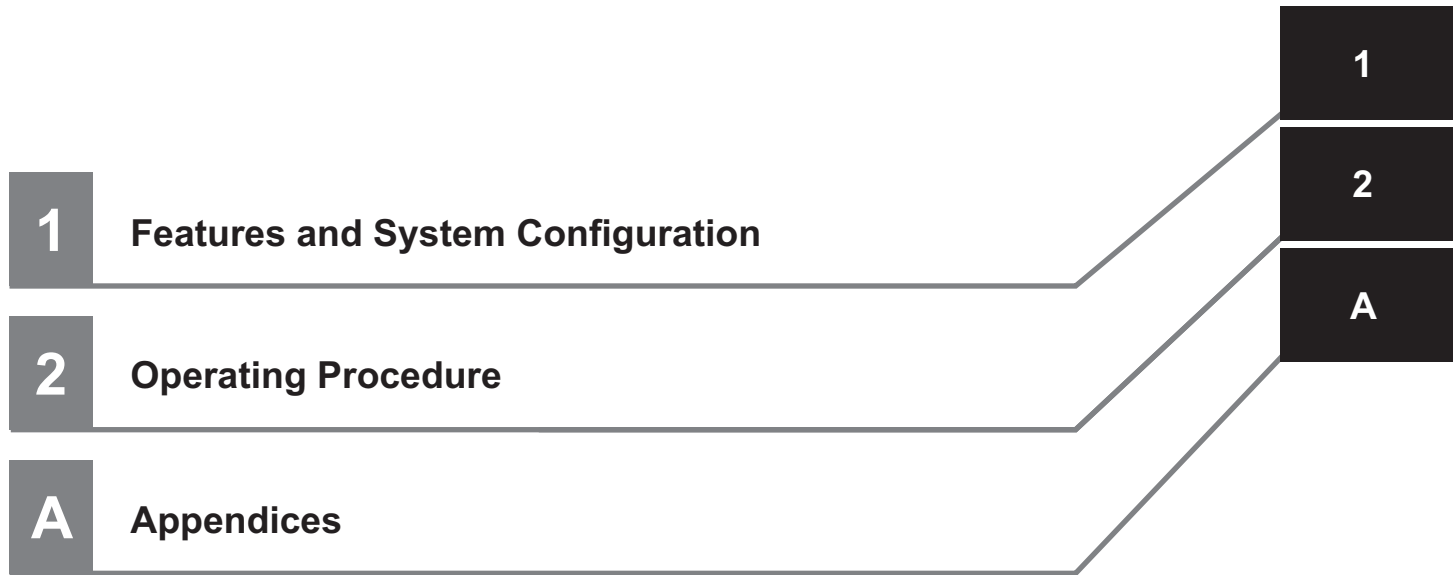 1 Features and System Configuration
2 Operating Procedure
A Appendices
1
2
A